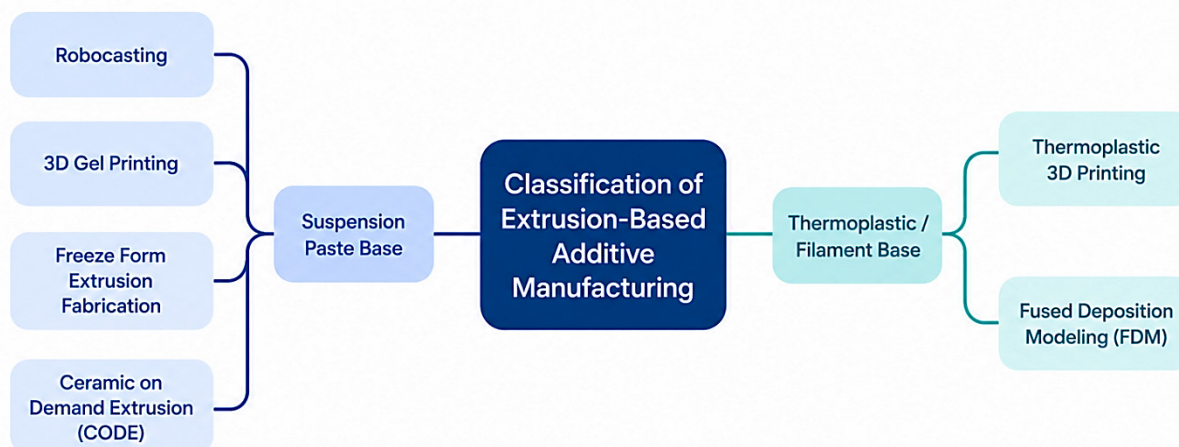 Robocasting
3D Gel Printing
Freeze Form
Extrusion
Fabrication
Ceramic on
Demand Extrusion
(CODE)
Suspension
Paste Base
Classification of
Extrusion-Based
Additive
Manufacturing
Thermoplastic /
Filament Base
Thermoplastic
3D Printing
Fused Deposition
Modeling (FDM)